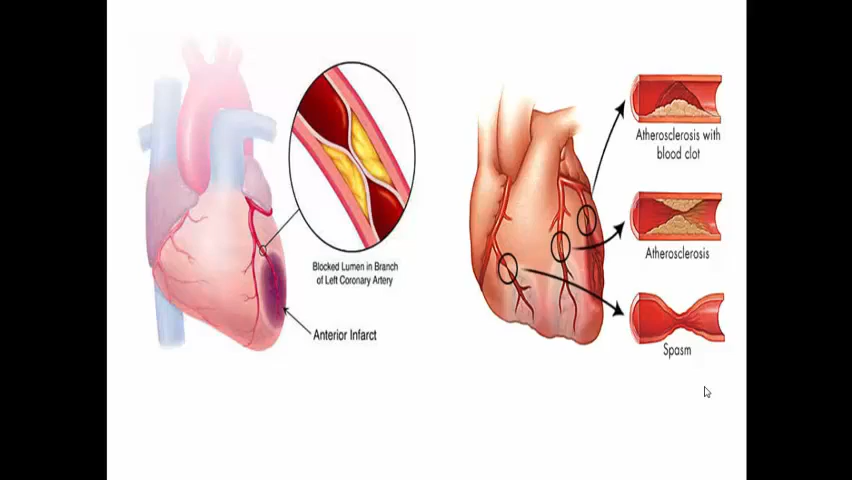 Blocked Lumen in Branch
of Left Coronary Artery
Anterior Infarct
Atherosclerosis with
blood clot
Atherosclerosis
Spasm